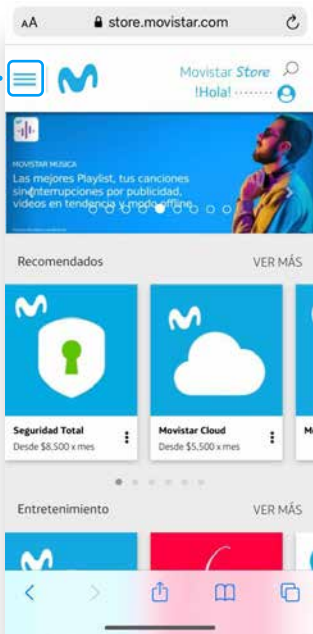 AA store.movistar.com
Movistar Store
!Hola! ········
MOVISTAR MÚSICA
Las mejores Playlist, tus canciones
sin interrupciones por publicidad,
videos en tendencia y modo offline.
Recomendados VER MÁS
Seguridad Total
Desde $8,500 x mes
Movistar Cloud
Desde $5,500 x mes
M
Entretenimiento VER MÁS